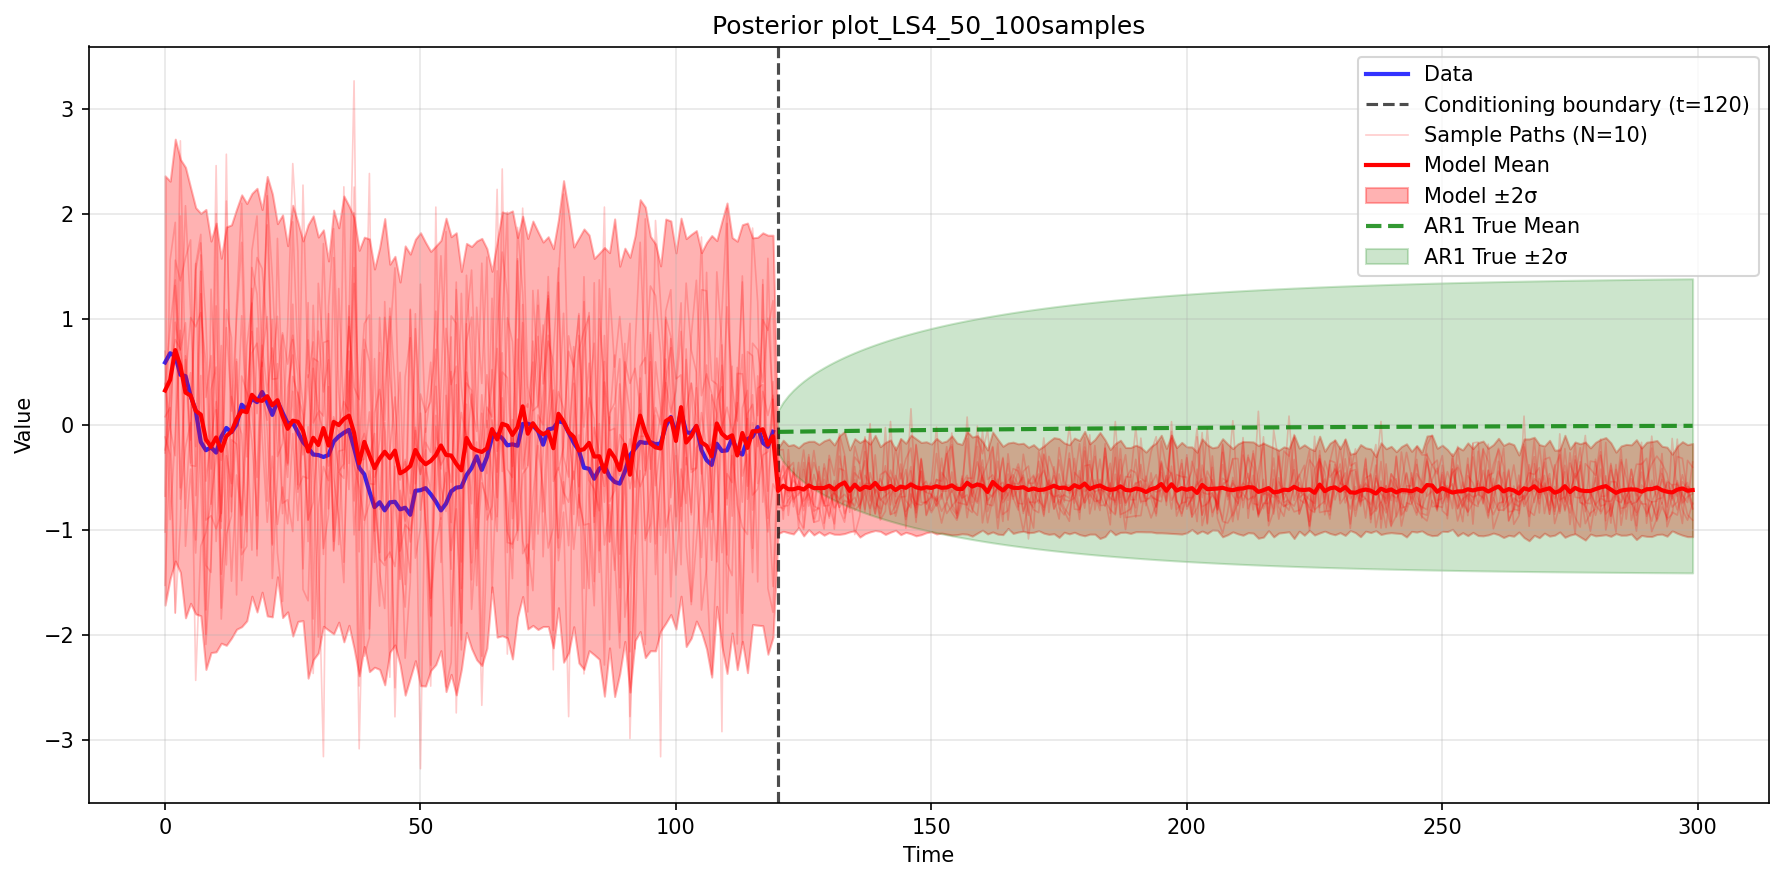 Posterior plot_LS4_50_100samples
Data
Conditioning boundary (t=120)
Sample Paths (N=10)
Model Mean
Model ±2σ
AR1 True Mean
AR1 True ±2σ
Value
3
2
1
0
−1
−2
−3
0 50 100 150 200 250 300
Time